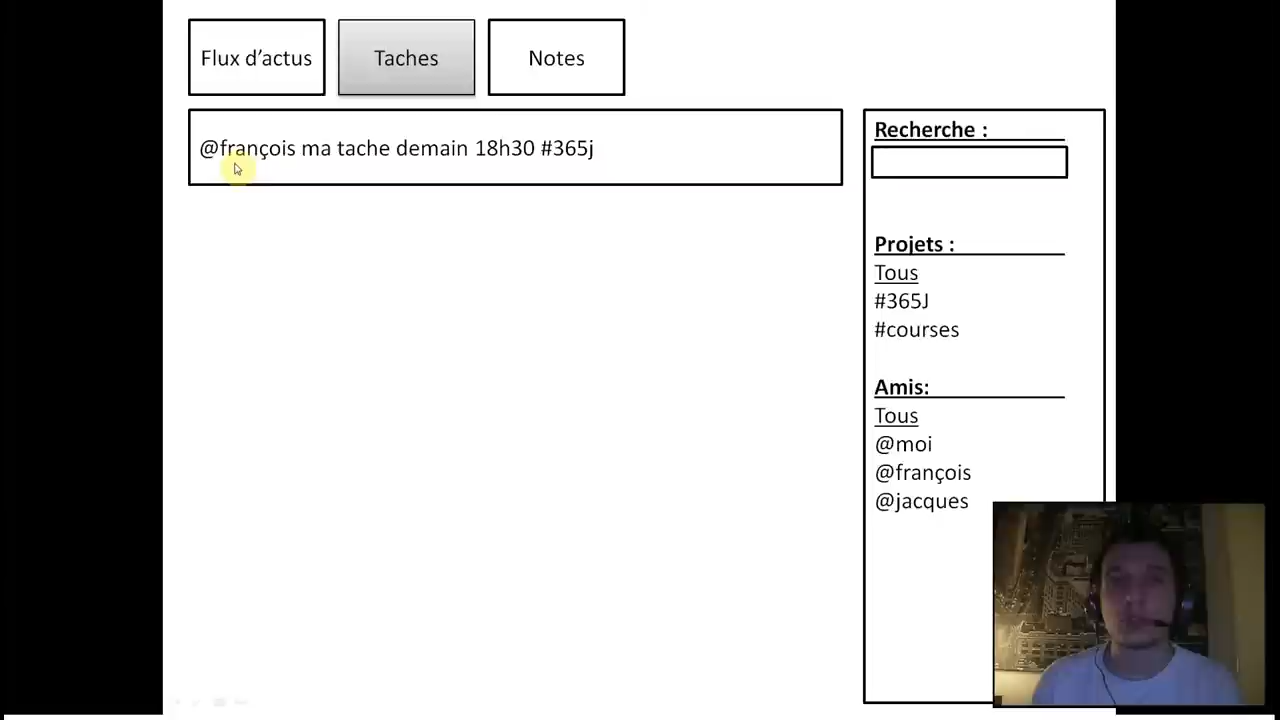 Flux d’actus
Taches
Notes
@françois ma tache demain 18h30 #365j
Recherche :
Projets :
Tous
#365J
#courses
Amis:
Tous
@moi
@françois
@jacques